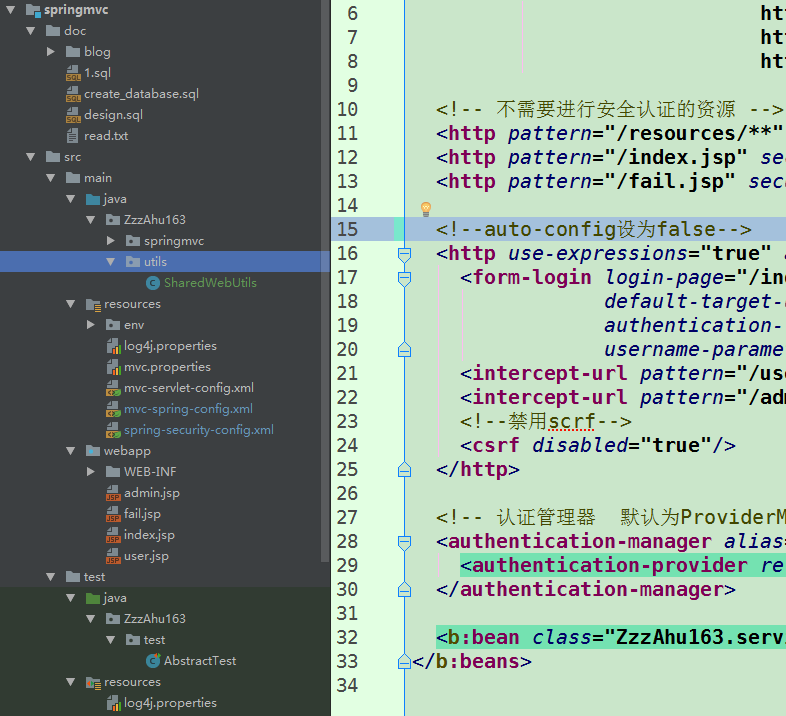 springmvc
doc
blog
1.sql
create_database.sql
design.sql
read.txt
src
main
java
ZzzAhu163
springmvc
utils
SharedWebUtils
resources
env
log4j.properties
mvc.properties
mvc-servlet-config.xml
mvc-spring-config.xml
spring-security-config.xml
webapp
WEB-INF
admin.jsp
fail.jsp
index.jsp
user.jsp
test
java
ZzzAhu163
test
AbstractTest
resources
log4j.properties
6 ht
7 ht
8 ht
9
10 <!-- 不需要进行安全认证的资源 -->
11 <http pattern="/resources/**"
12 <http pattern="/index.jsp" sec
13 <http pattern="/fail.jsp" secu
14
15 <!--auto-config设为false-->
16 <http use-expressions="true" a
17 <form-login login-page="/in
18 default-target-
19 authentication-
20 username-parame
21 <intercept-url pattern="/use
22 <intercept-url pattern="/adm
23 <!--禁用scrf-->
24 <csrf disabled="true"/>
25 </http>
26
27 <!-- 认证管理器 默认为ProviderM
28 <authentication-manager alias=
29 <authentication-provider re
30 </authentication-manager>
31
32 <b:bean class="ZzzAhu163.servi
33 </b:beans>
34